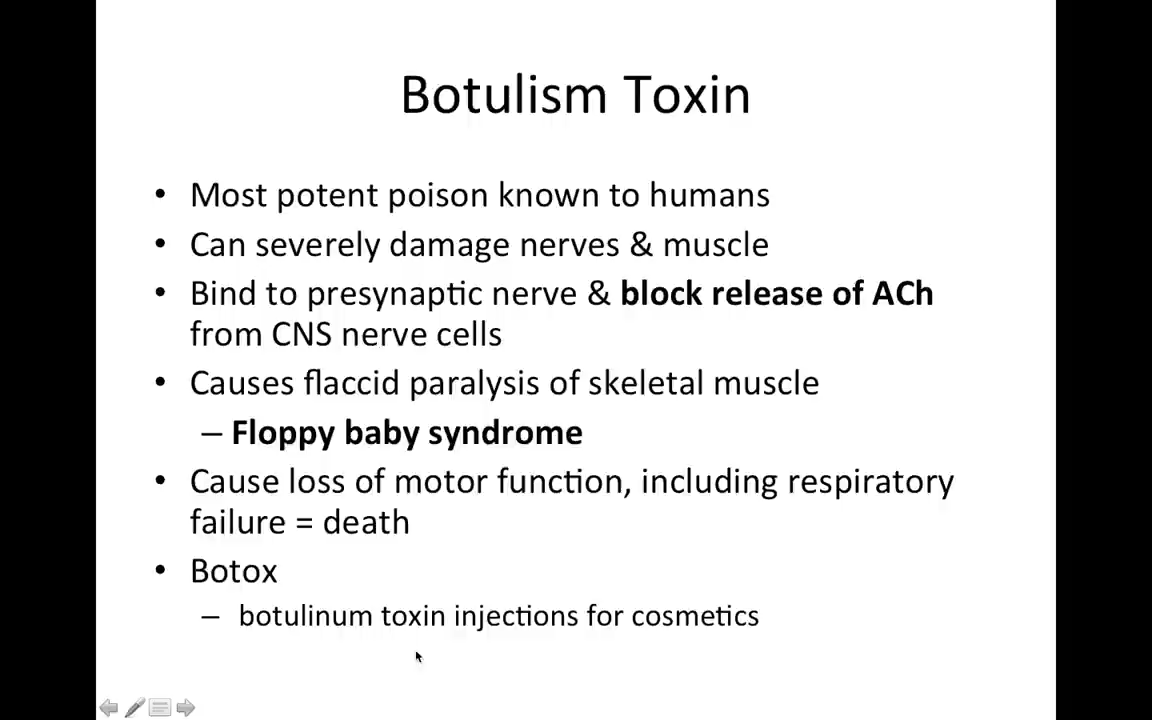 Botulism Toxin
• Most potent poison known to humans
• Can severely damage nerves & muscle
• Bind to presynaptic nerve & block release of ACh
from CNS nerve cells
• Causes flaccid paralysis of skeletal muscle
– Floppy baby syndrome
• Cause loss of motor function, including respiratory
failure = death
• Botox
– botulinum toxin injections for cosmetics